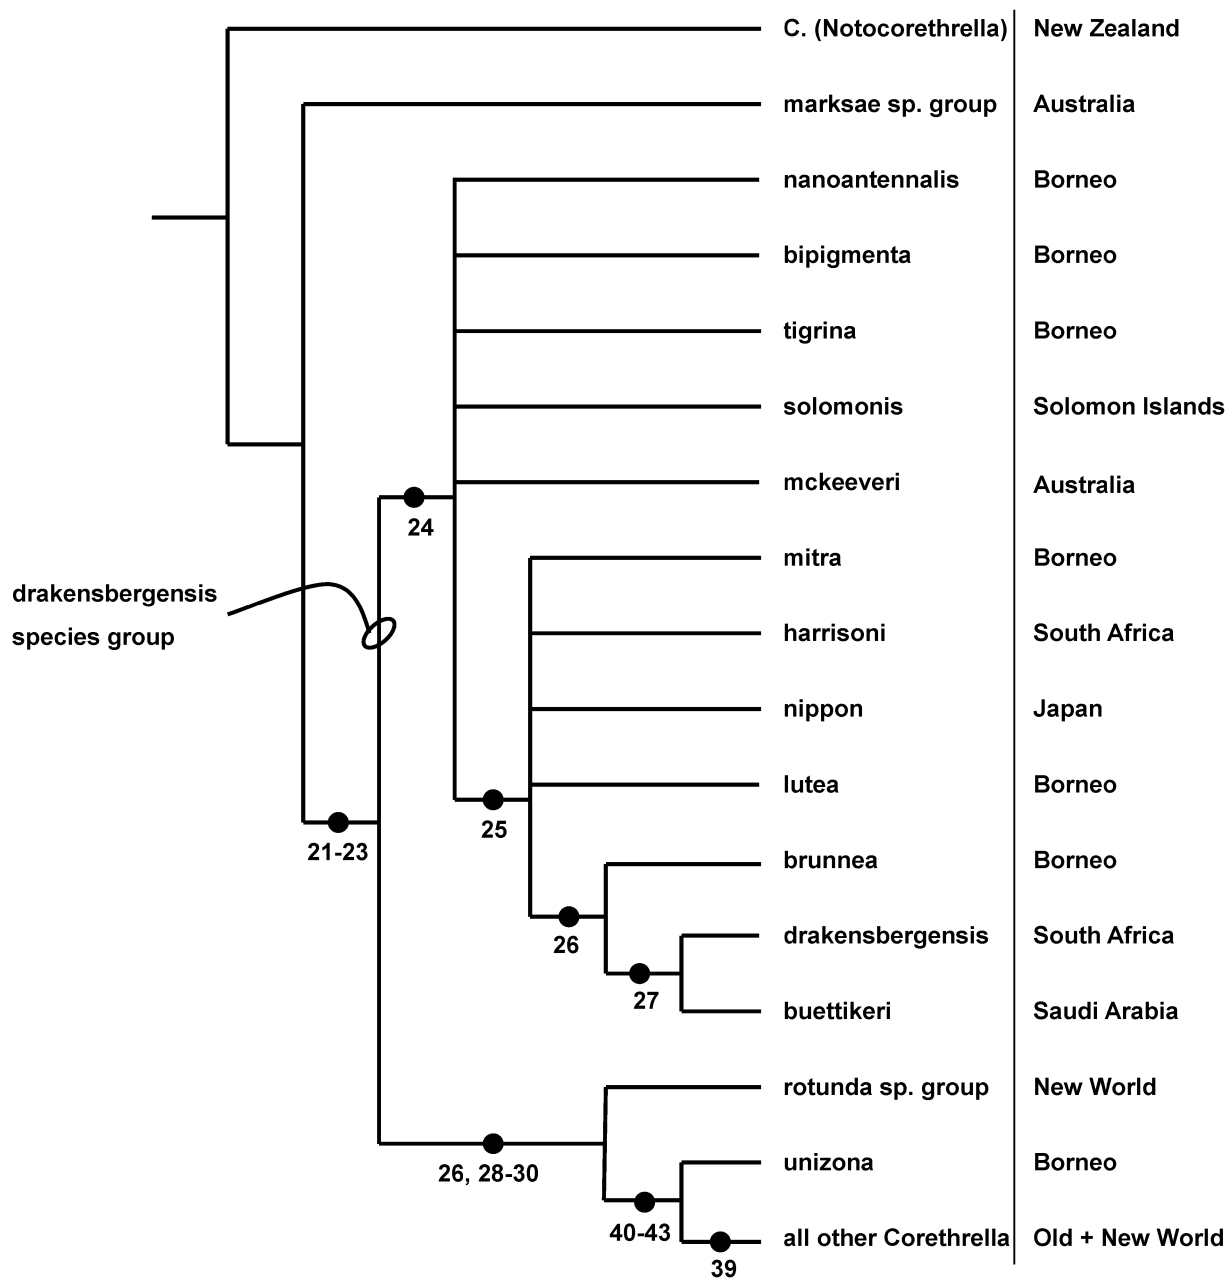 C. (Notocorethrella) New Zealand
marksae sp. group Australia
nanoantennalis Borneo
bipigmenta Borneo
tigrina Borneo
solomonis Solomon Islands
mckeeveri Australia
24
mitra Borneo
drakensbergensis
species group
harrisoni South Africa
nippon Japan
lutea Borneo
25
21-23
brunnea Borneo
26
drakensbergensis South Africa
27
buettikeri Saudi Arabia
rotunda sp. group New World
26, 28-30
unizona Borneo
40-43
all other Corethrella Old + New World
39